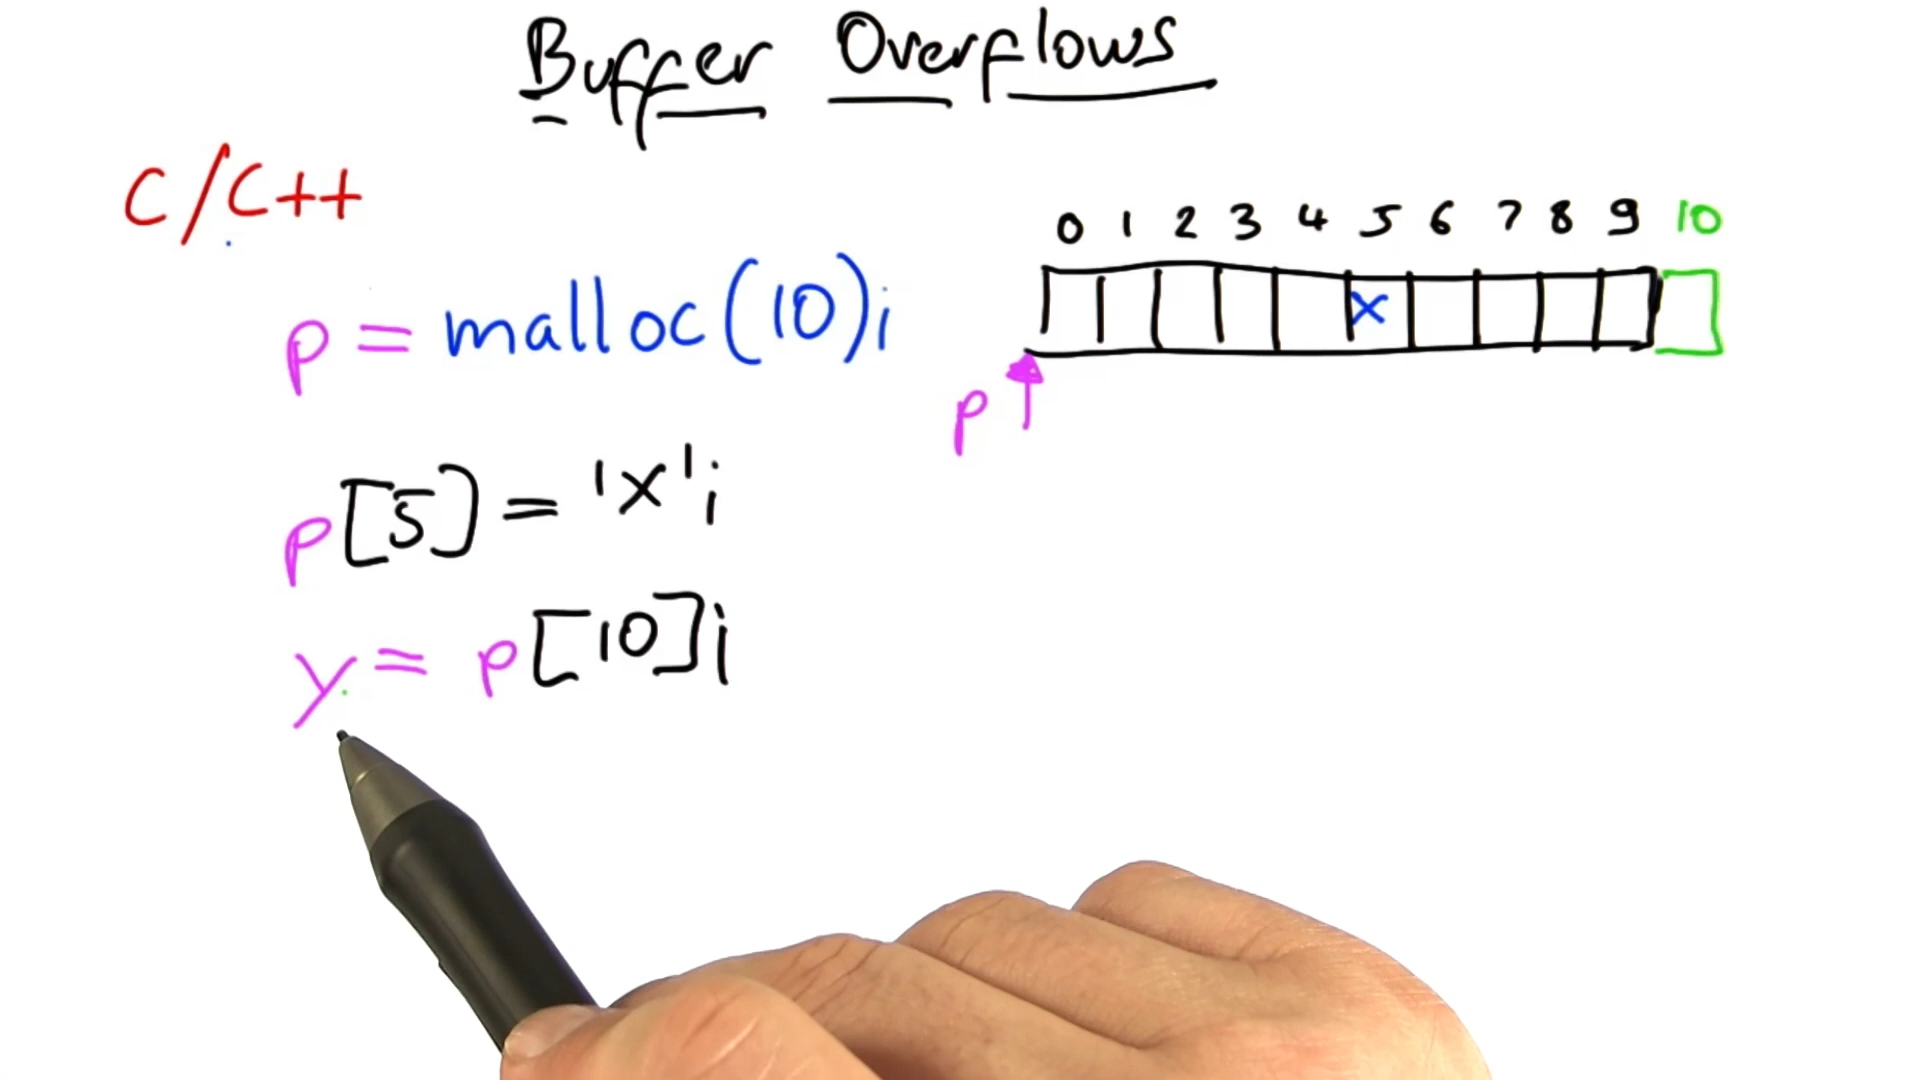 Buffer Overflows
C/C++
0 1 2 3 4 5 6 7 8 9 10
p = malloc(10);
x
p
p[5] = 'x';
y = p[10];